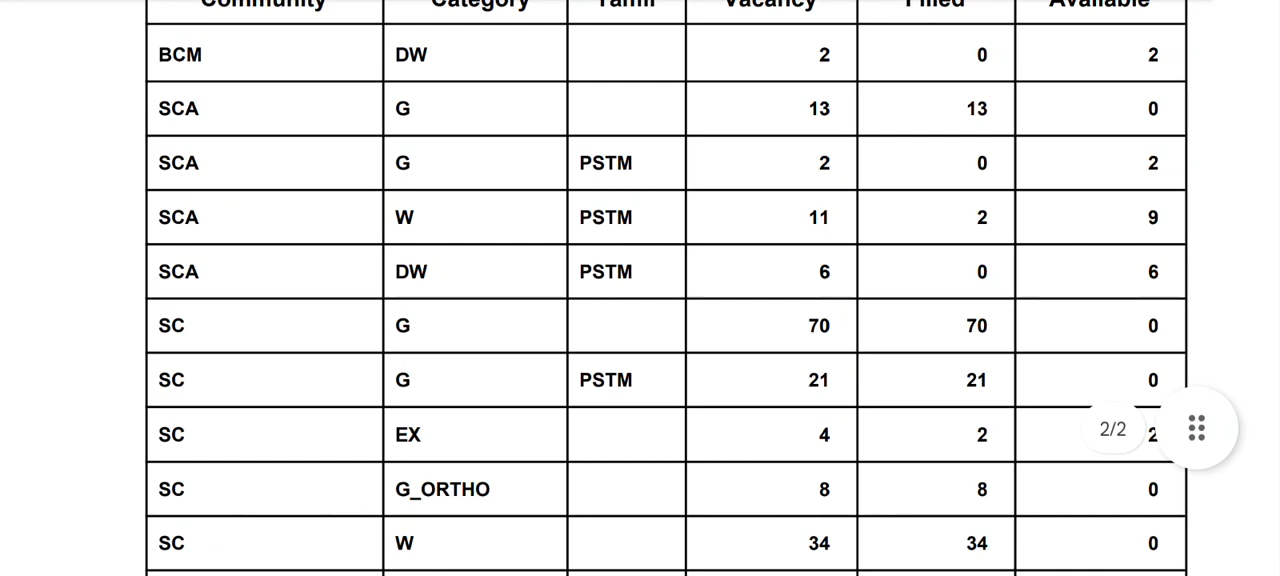 Community Category Tamil Vacancy Filled Available
BCM DW 2 0 2
SCA G 13 13 0
SCA G PSTM 2 0 2
SCA W PSTM 11 2 9
SCA DW PSTM 6 0 6
SC G 70 70 0
SC G PSTM 21 21 0
SC EX 4 2 2
2/2
SC G_ORTHO 8 8 0
SC W 34 34 0